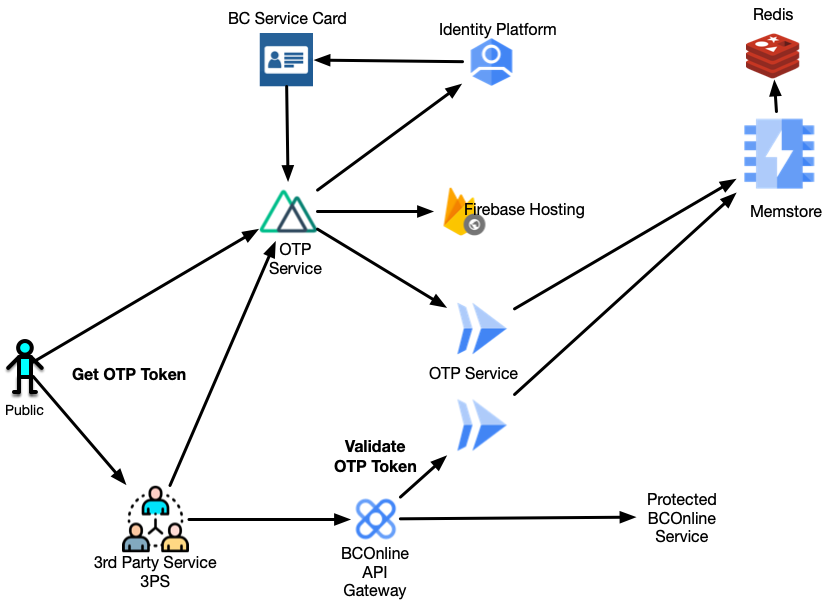 Redis
BC Service Card
Identity Platform
Firebase Hosting
Memstore
OTP
Service
OTP Service
Get OTP Token
Public
Validate
OTP Token
Protected
BCOnline
Service
3rd Party Service
3PS
BCOnline
API
Gateway